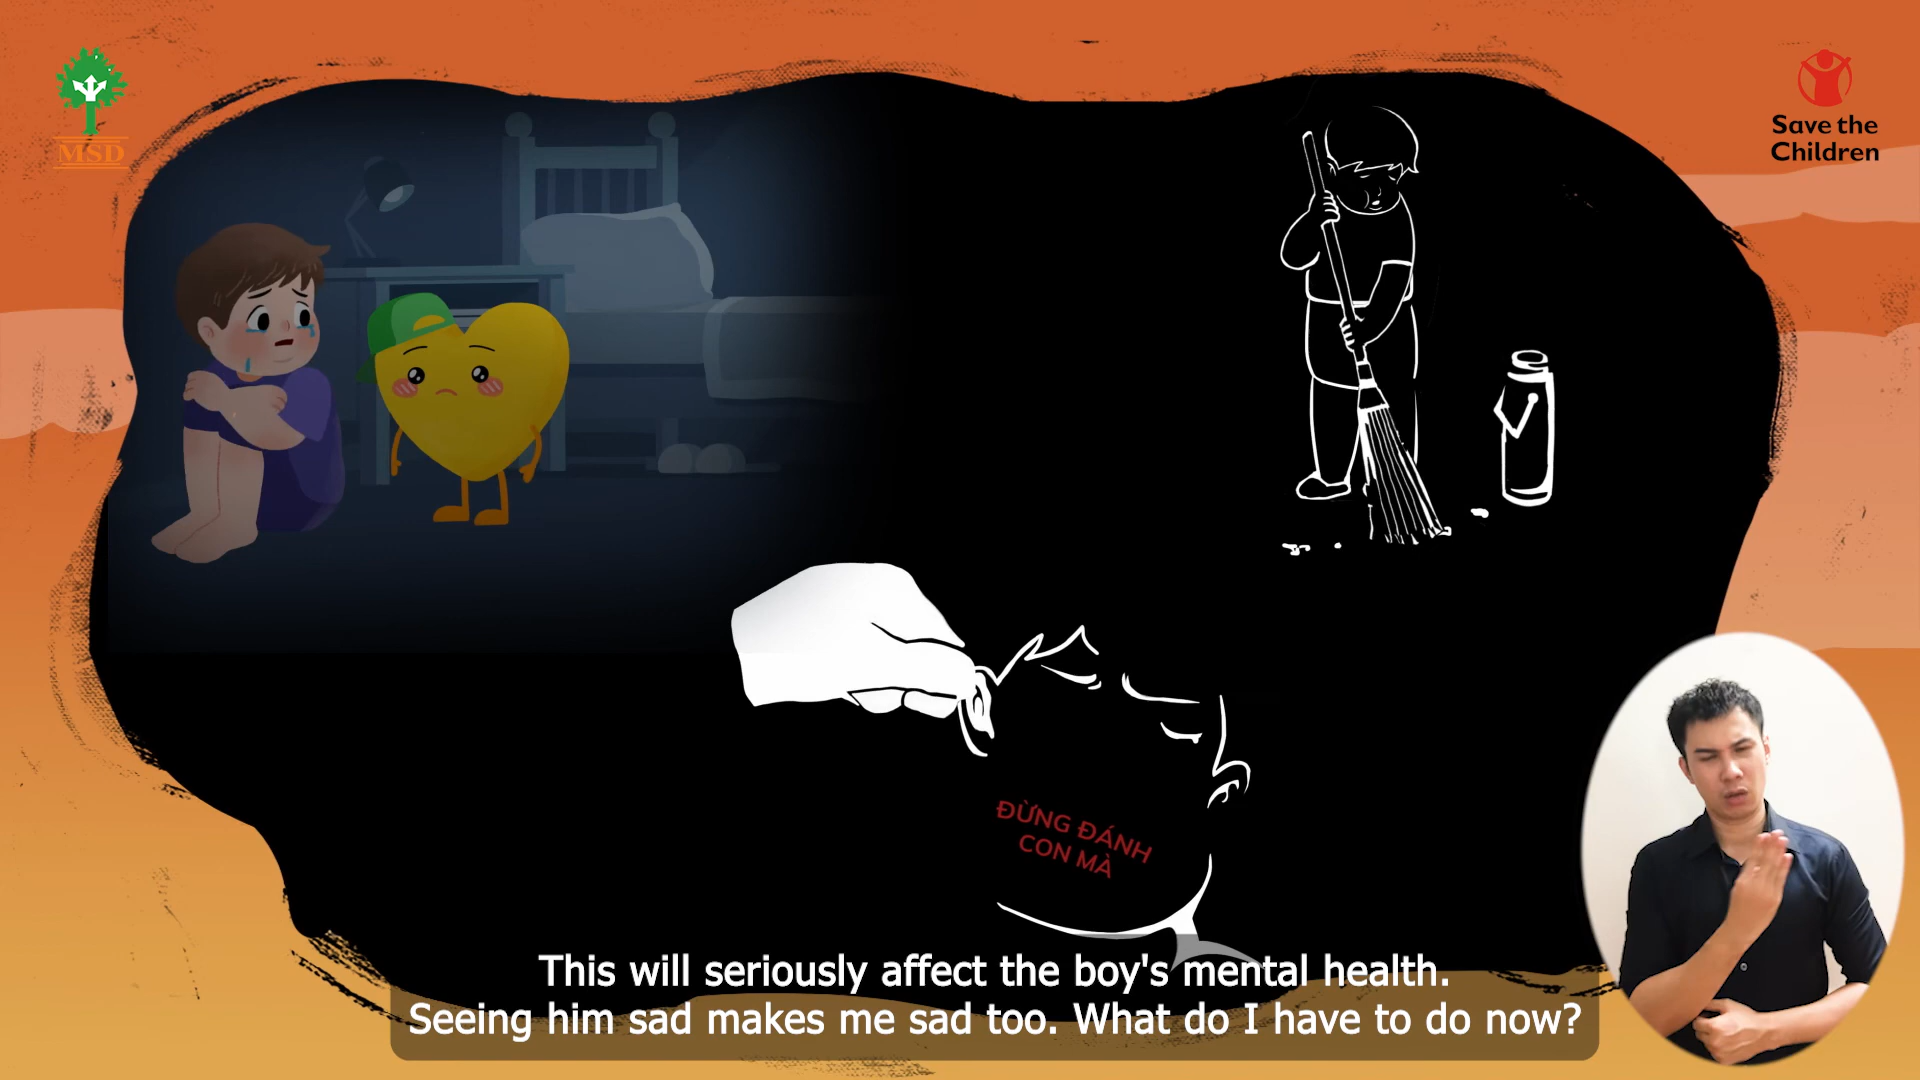 MSD
Save the
Children
ĐỪNG ĐÁNH
CON MÀ
This will seriously affect the boy's mental health.
Seeing him sad makes me sad too. What do I have to do now?